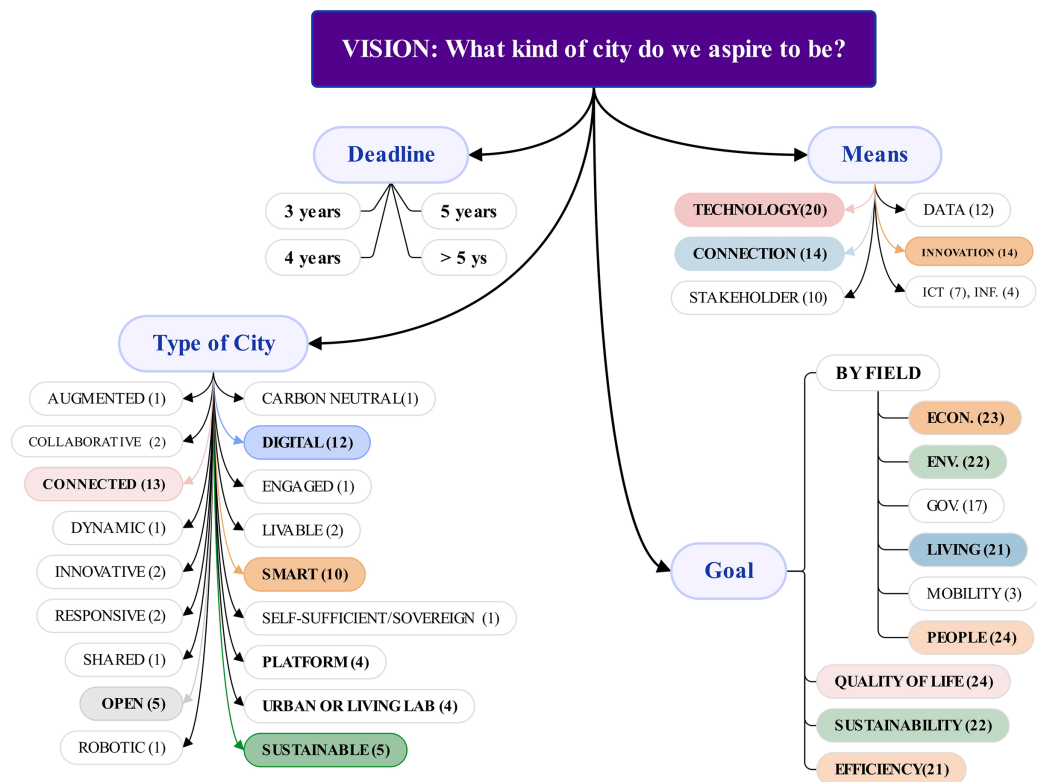 VISION: What kind of city do we aspire to be?
Deadline
3 years
5 years
4 years
> 5 ys
Means
TECHNOLOGY(20)
DATA (12)
CONNECTION (14)
INNOVATION (14)
STAKEHOLDER (10)
ICT (7), INF. (4)
Type of City
AUGMENTED (1)
CARBON NEUTRAL(1)
COLLABORATIVE (2)
DIGITAL (12)
CONNECTED (13)
ENGAGED (1)
DYNAMIC (1)
LIVABLE (2)
INNOVATIVE (2)
SMART (10)
RESPONSIVE (2)
SELF-SUFFICIENT/SOVEREIGN (1)
SHARED (1)
PLATFORM (4)
OPEN (5)
URBAN OR LIVING LAB (4)
ROBOTIC (1)
SUSTAINABLE (5)
Goal
BY FIELD
ECON. (23)
ENV. (22)
GOV. (17)
LIVING (21)
MOBILITY (3)
PEOPLE (24)
QUALITY OF LIFE (24)
SUSTAINABILITY (22)
EFFICIENCY(21)